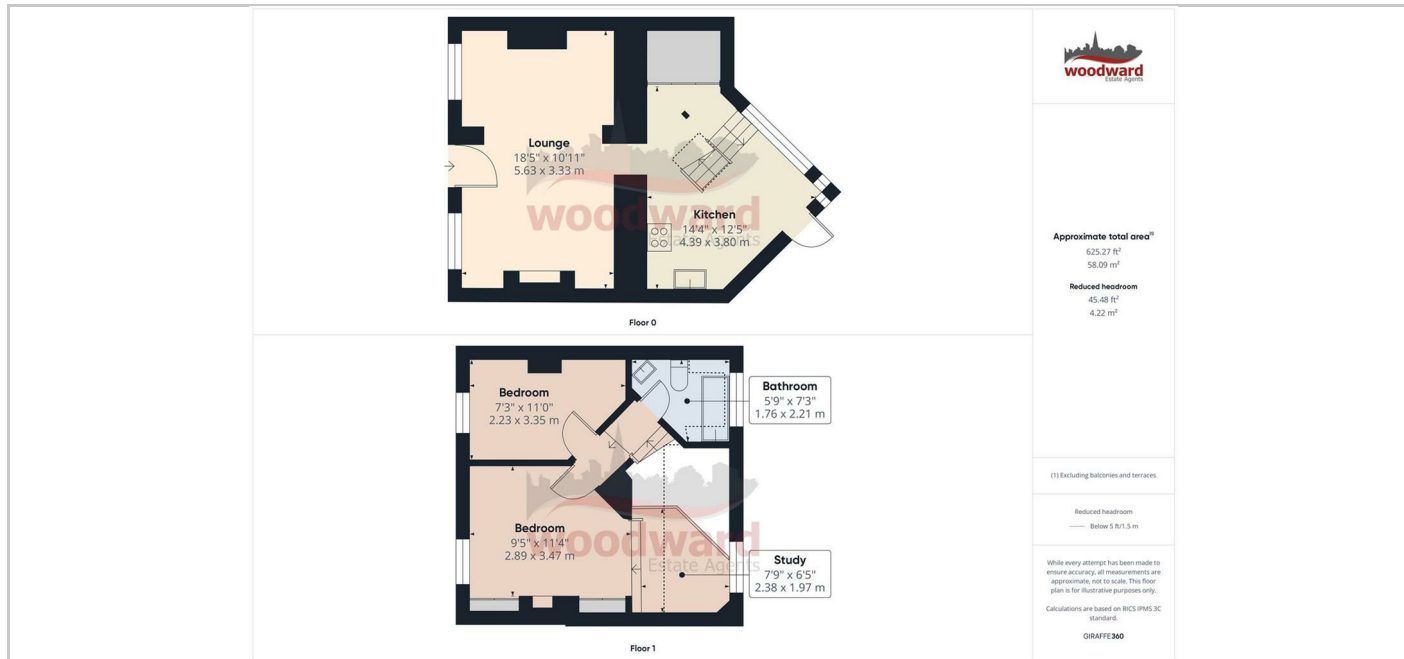 Lounge
18'5" x 10'11"
5.63 x 3.33 m
Kitchen
14'4" x 12'5"
4.39 x 3.80 m
woodward
Estate Agents
Floor 0
Bedroom
7'3" x 11'0"
2.23 x 3.35 m
Bathroom
5'9" x 7'3"
1.76 x 2.21 m
Bedroom
9'5" x 11'4"
2.89 x 3.47 m
woodward
Estate Agents
Study
7'9" x 6'5"
2.38 x 1.97 m
Floor 1
woodward
Estate Agents
Approximate total area(1)
625.27 ft²
58.09 m²
Reduced headroom
45.48 ft²
4.22 m²
(1) Excluding balconies and terraces
Reduced headroom
Below 5 ft/1.5 m
While every attempt has been made to
ensure accuracy, all measurements are
approximate, not to scale. This floor
plan is for illustrative purposes only.
Calculations are based on RICS IPMS 3C
standard.
GIRAFFE360